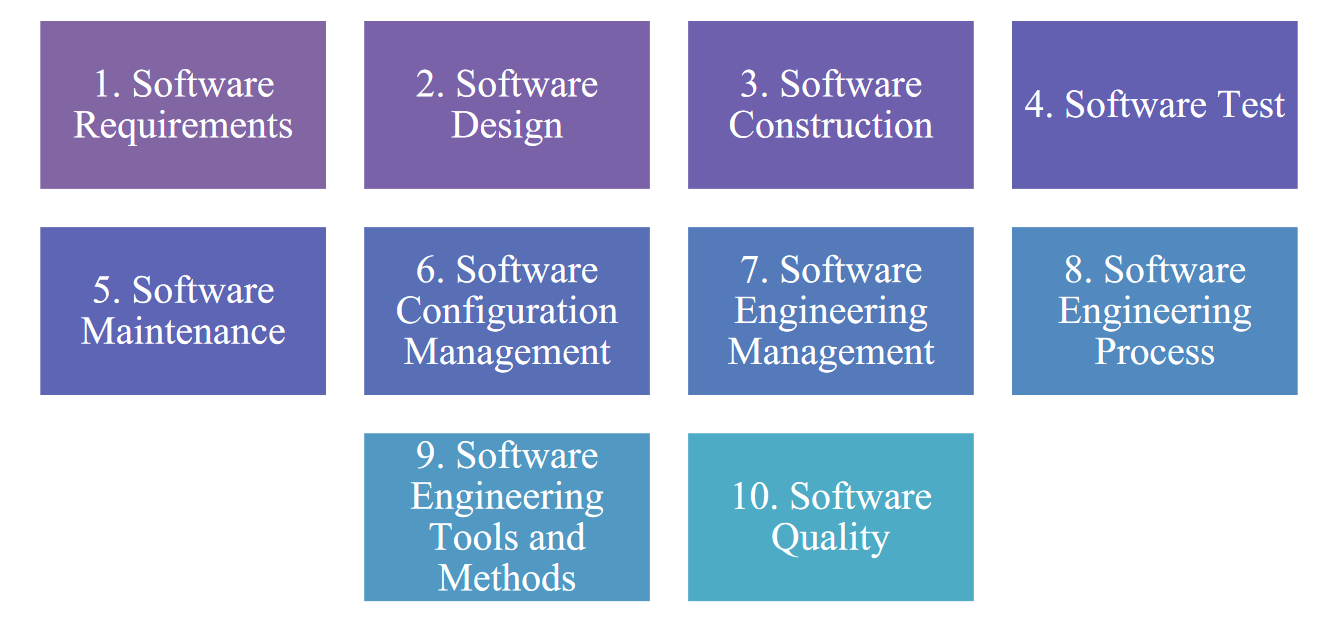 1. Software
Requirements
2. Software
Design
3. Software
Construction
4. Software Test
5. Software
Maintenance
6. Software
Configuration
Management
7. Software
Engineering
Management
8. Software
Engineering
Process
9. Software
Engineering
Tools and
Methods
10. Software
Quality